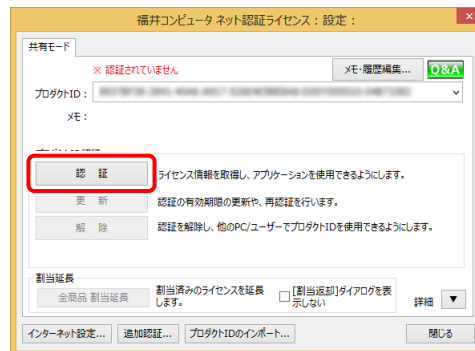 福井コンピュータ ネット認証ライセンス：設定：
×
共有モード
※ 認証されていません
メモ・履歴編集...
Q&A
プロダクトID：
メモ：
認 証
ライセンス情報を取得し、アプリケーションを使用できるようにします。
更 新
認証の有効期限の更新や、再認証を行います。
解 除
認証を解除し、他のPC/ユーザーでプロダクトIDを使用できるようにします。
割当延長
全商品 割当延長
割当済みのライセンスを延長
します。
[割当返却]ダイアログを表
示しない
詳細 ▼
インターネット設定...
追加認証...
プロダクトIDのインポート...
閉じる